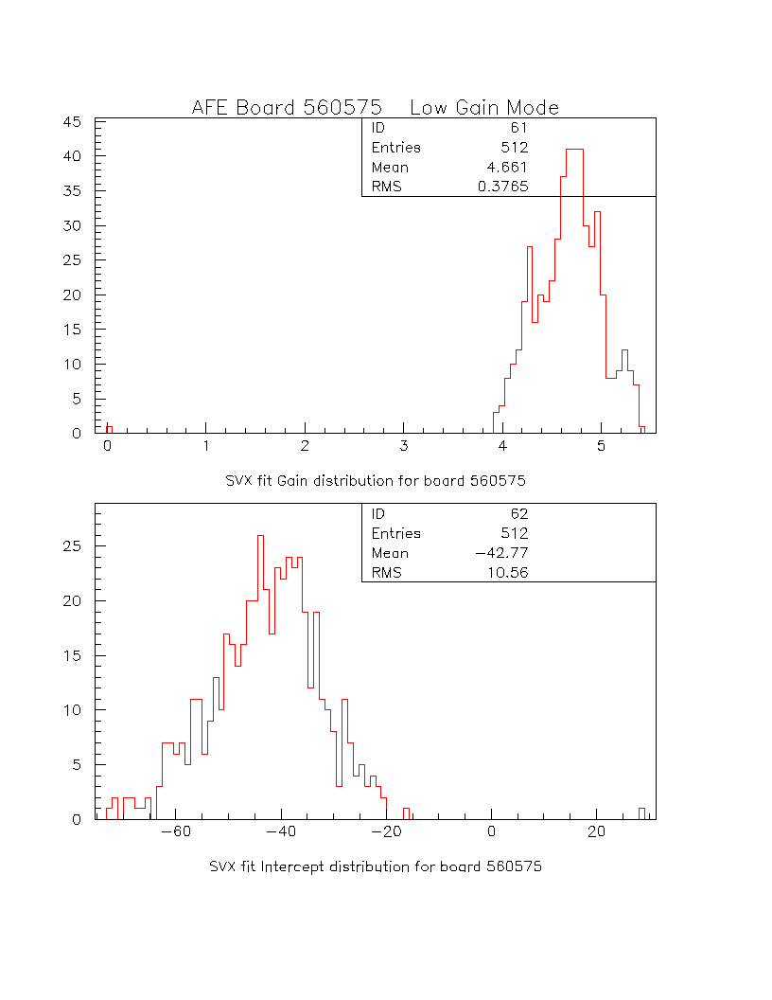 AFE Board 560575 Low Gain Mode
ID 61
Entries 512
Mean 4.661
RMS 0.3765
45
40
35
30
25
20
15
10
5
0
0 1 2 3 4 5
SVX fit Gain distribution for board 560575
ID 62
Entries 512
Mean −42.77
RMS 10.56
25
20
15
10
5
0
−60 −40 −20 0 20
SVX fit Intercept distribution for board 560575